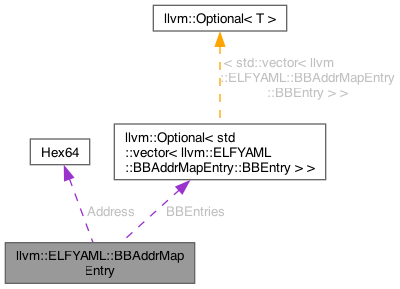 llvm::Optional< T >
< std::vector< llvm
::ELFYAML::BBAddrMapEntry
::BBEntry > >
llvm::Optional< std
::vector< llvm::ELFYAML
::BBAddrMapEntry::BBEntry > >
Hex64
Address
BBEntries
llvm::ELFYAML::BBAddrMap
Entry